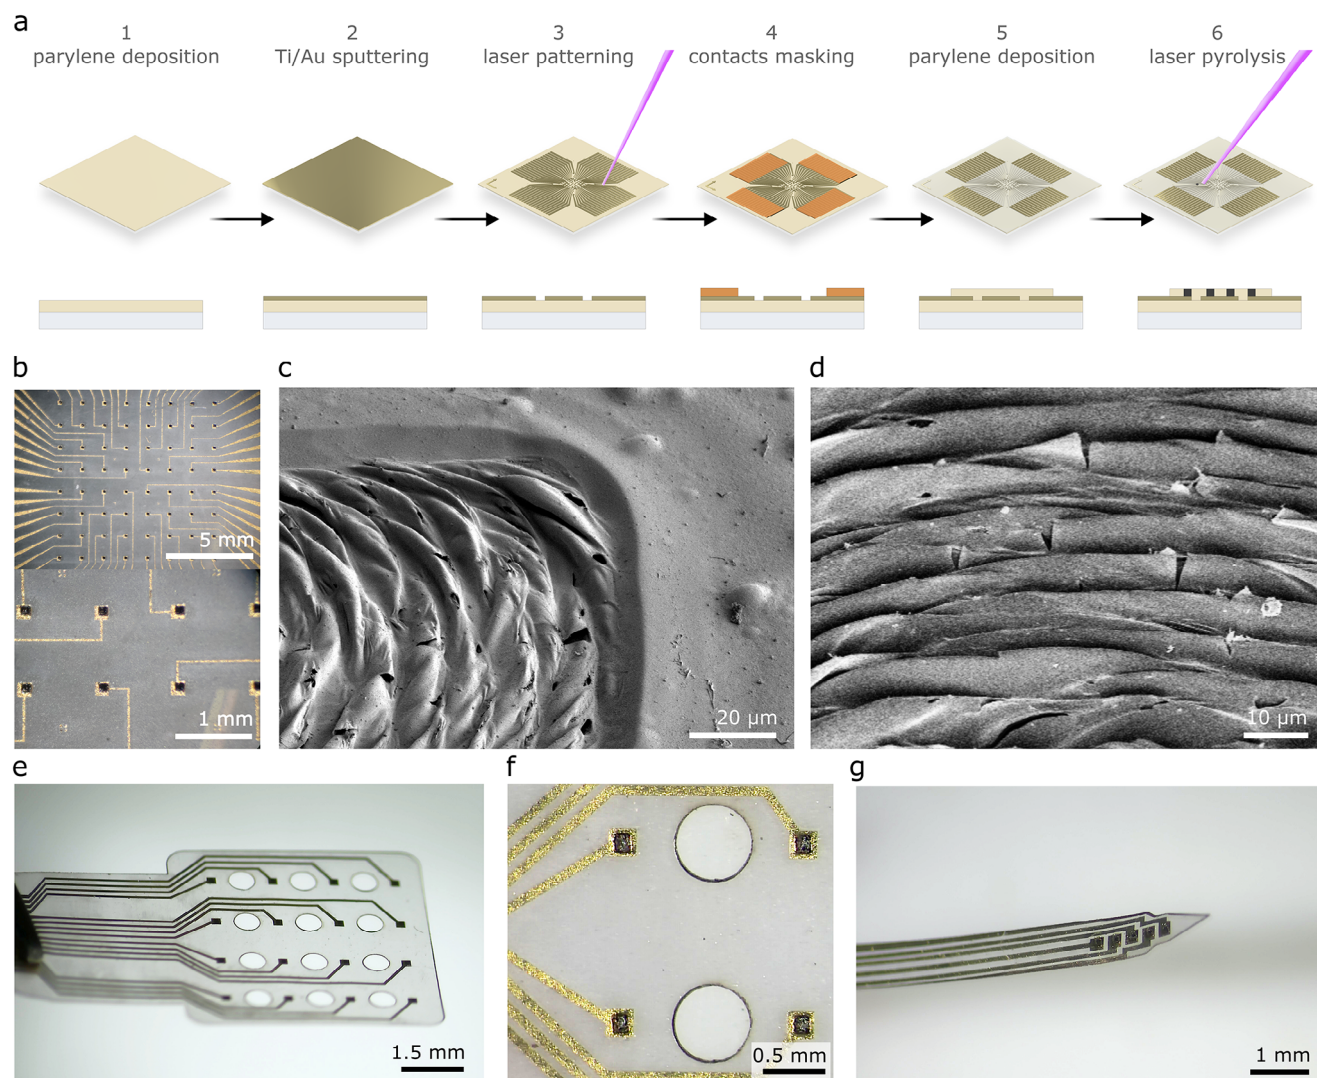 a
1
parylene deposition
2
Ti/Au sputtering
3
laser patterning
4
contacts masking
5
parylene deposition
6
laser pyrolysis
b
c
d
5 mm
1 mm
20 µm
10 µm
e
f
g
1.5 mm
0.5 mm
1 mm